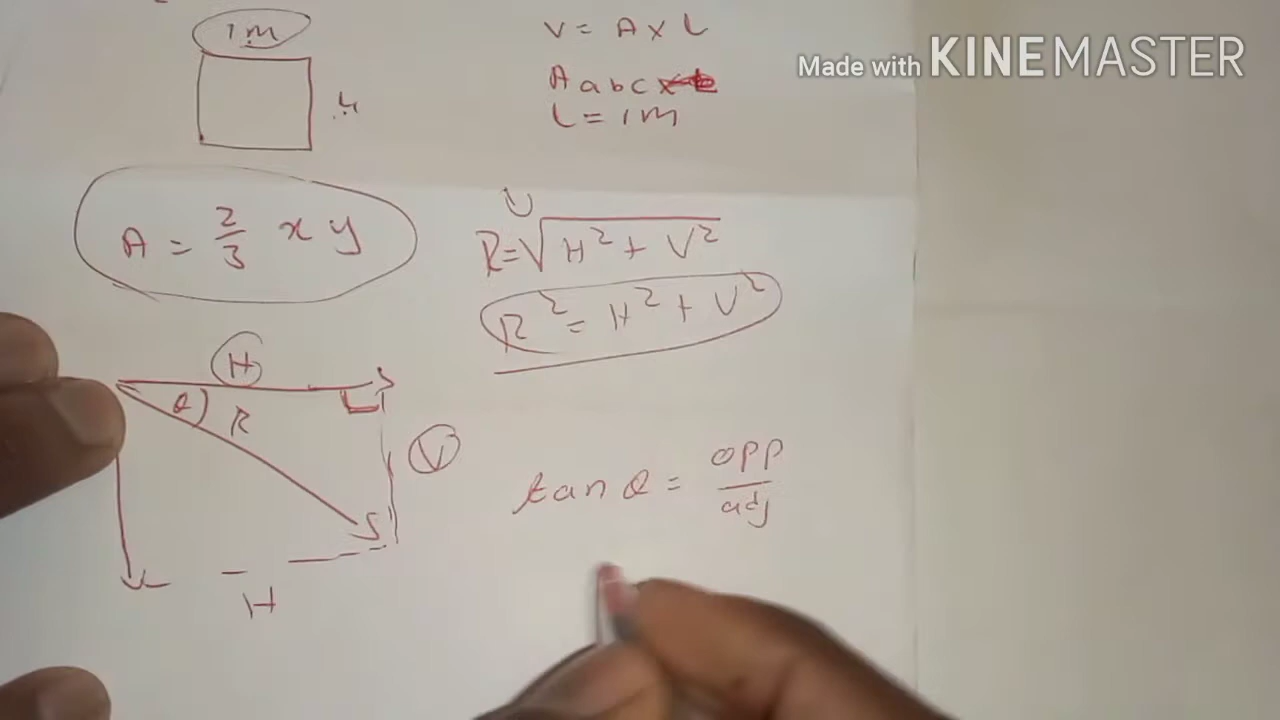 1m
V = A x L
Made with KINEMASTER
A abc x
L = 1m
L
A = 2/3 x y
R = √H² + V²
R² = H² + V²
H
θ R
V
tan θ = opp/adj
H